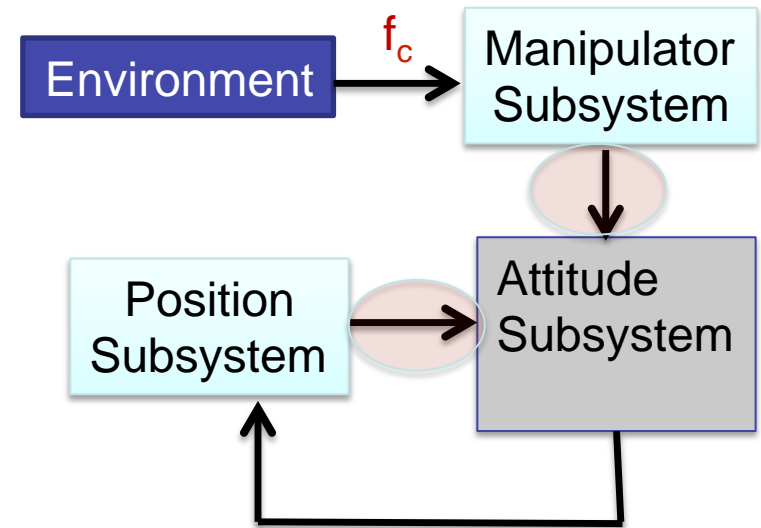 Environment
f_c
Manipulator
Subsystem
Position
Subsystem
Attitude
Subsystem